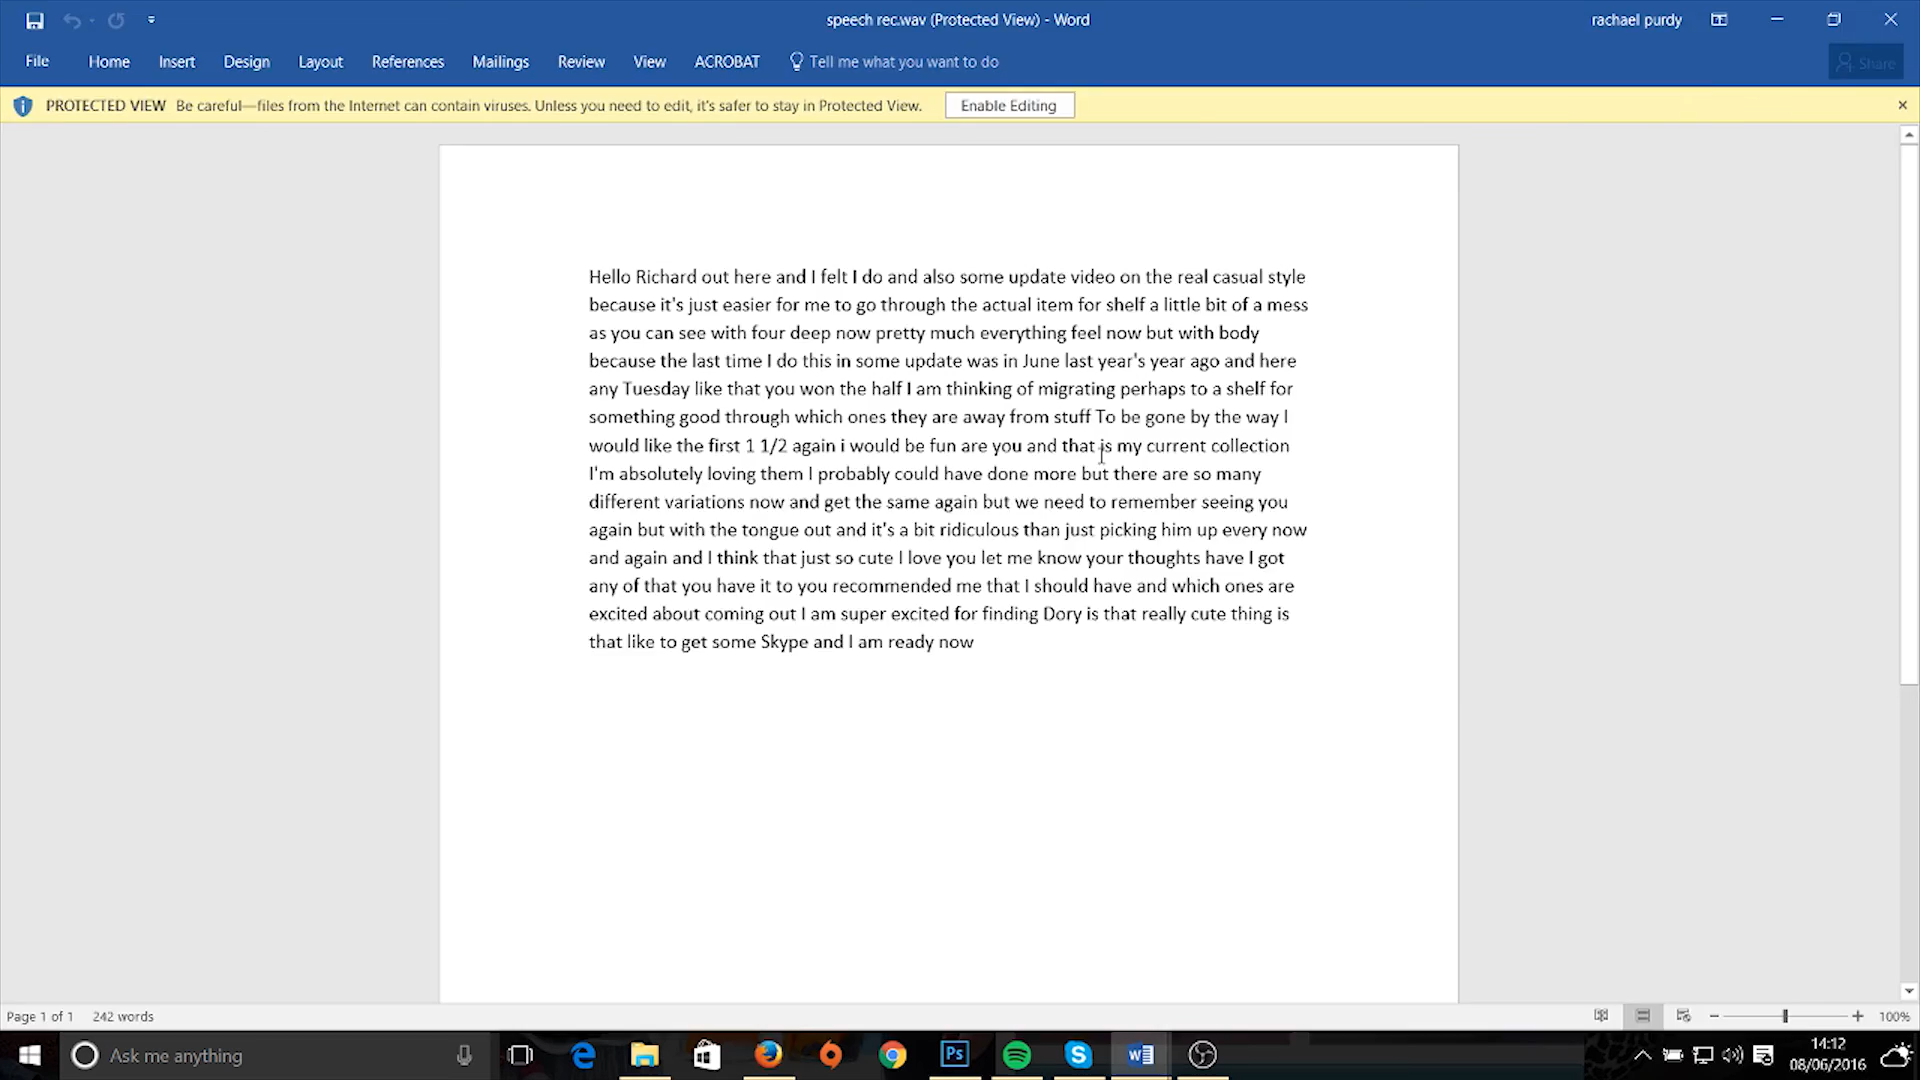 speech rec.wav (Protected View) - Word
rachael purdy
File Home Insert Design Layout References Mailings Review View ACROBAT Tell me what you want to do Share
PROTECTED VIEW Be careful—files from the Internet can contain viruses. Unless you need to edit, it's safer to stay in Protected View. Enable Editing
Hello Richard out here and I felt I do and also some update video on the real casual style
because it's just easier for me to go through the actual item for shelf a little bit of a mess
as you can see with four deep now pretty much everything feel now but with body
because the last time I do this in some update was in June last year's year ago and here
any Tuesday like that you won the half I am thinking of migrating perhaps to a shelf for
something good through which ones they are away from stuff To be gone by the way I
would like the first 1 1/2 again i would be fun are you and that is my current collection
I'm absolutely loving them I probably could have done more but there are so many
different variations now and get the same again but we need to remember seeing you
again but with the tongue out and it's a bit ridiculous than just picking him up every now
and again and I think that just so cute I love you let me know your thoughts have I got
any of that you have it to you recommended me that I should have and which ones are
excited about coming out I am super excited for finding Dory is that really cute thing is
that like to get some Skype and I am ready now
Page 1 of 1 242 words 100%
Ask me anything
Ps
14:12
08/06/2016